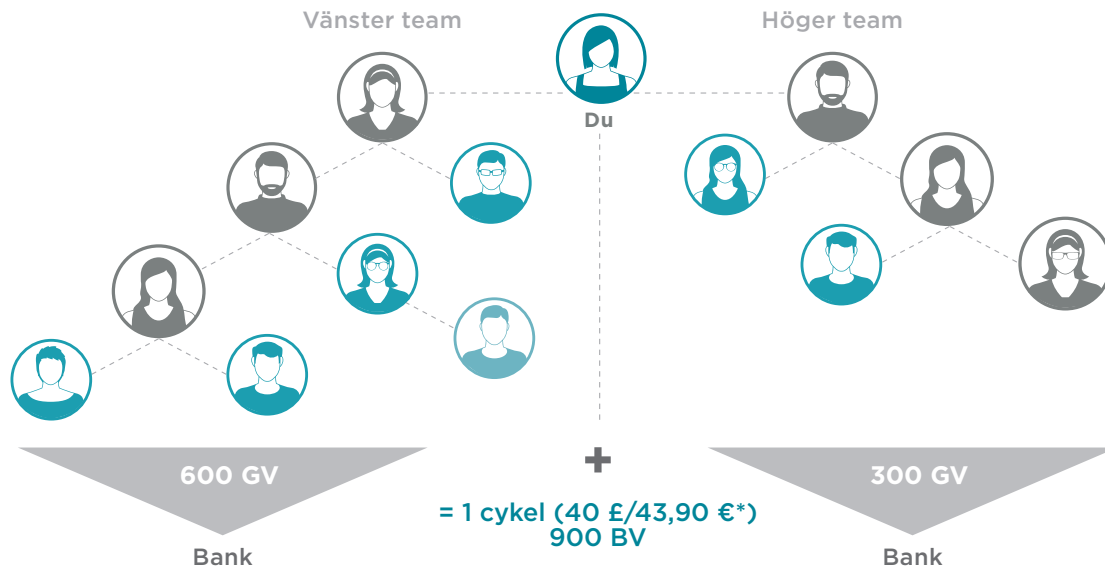 Vänster team
Höger team
Du
600 GV
+
300 GV
= 1 cykel (40 £/43,90 €*)
900 BV
Bank
Bank